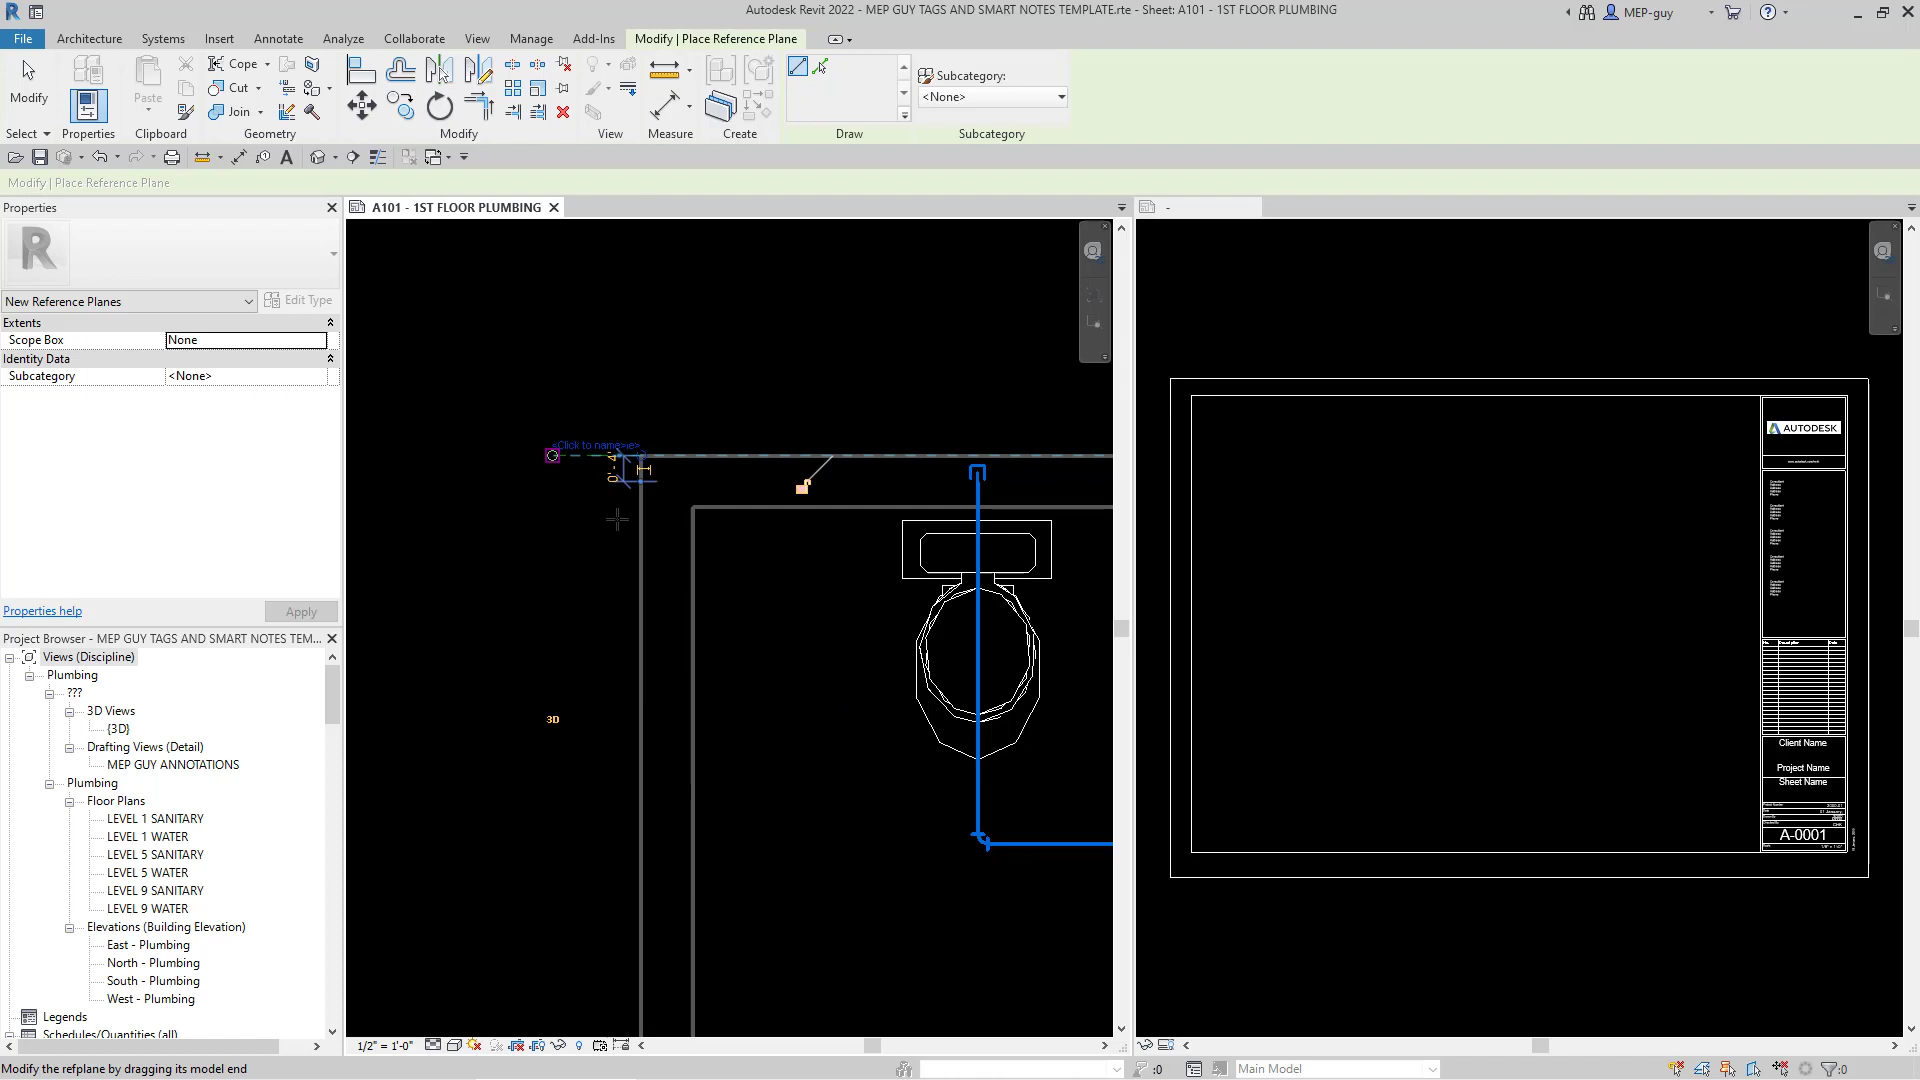 Autodesk Revit 2022 - MEP GUY TAGS AND SMART NOTES TEMPLATE.rte - Sheet: A101 - 1ST FLOOR PLUMBING
MEP-guy
File Architecture Systems Insert Annotate Analyze Collaborate View Manage Add-Ins Modify | Place Reference Plane
Modify
Paste
Cope
Cut
Join
Subcategory:
<None>
Select Properties Clipboard Geometry Modify View Measure Create Draw Subcategory
Modify | Place Reference Plane
Properties
A101 - 1ST FLOOR PLUMBING
-
New Reference Planes
Edit Type
Extents
Scope Box None
Identity Data
Subcategory <None>
Properties help
Apply
Project Browser - MEP GUY TAGS AND SMART NOTES TEM...
Views (Discipline)
Plumbing
???
3D Views
{3D}
Drafting Views (Detail)
MEP GUY ANNOTATIONS
Plumbing
Floor Plans
LEVEL 1 SANITARY
LEVEL 1 WATER
LEVEL 5 SANITARY
LEVEL 5 WATER
LEVEL 9 SANITARY
LEVEL 9 WATER
Elevations (Building Elevation)
East - Plumbing
North - Plumbing
South - Plumbing
West - Plumbing
Legends
Schedules/Quantities (all)
<Click to name>
0' - 4"
3D
AUTODESK
Client Name
Project Name
Sheet Name
A-0001
1/2" = 1'-0"
Modify the refplane by dragging its model end
:0
Main Model
:0